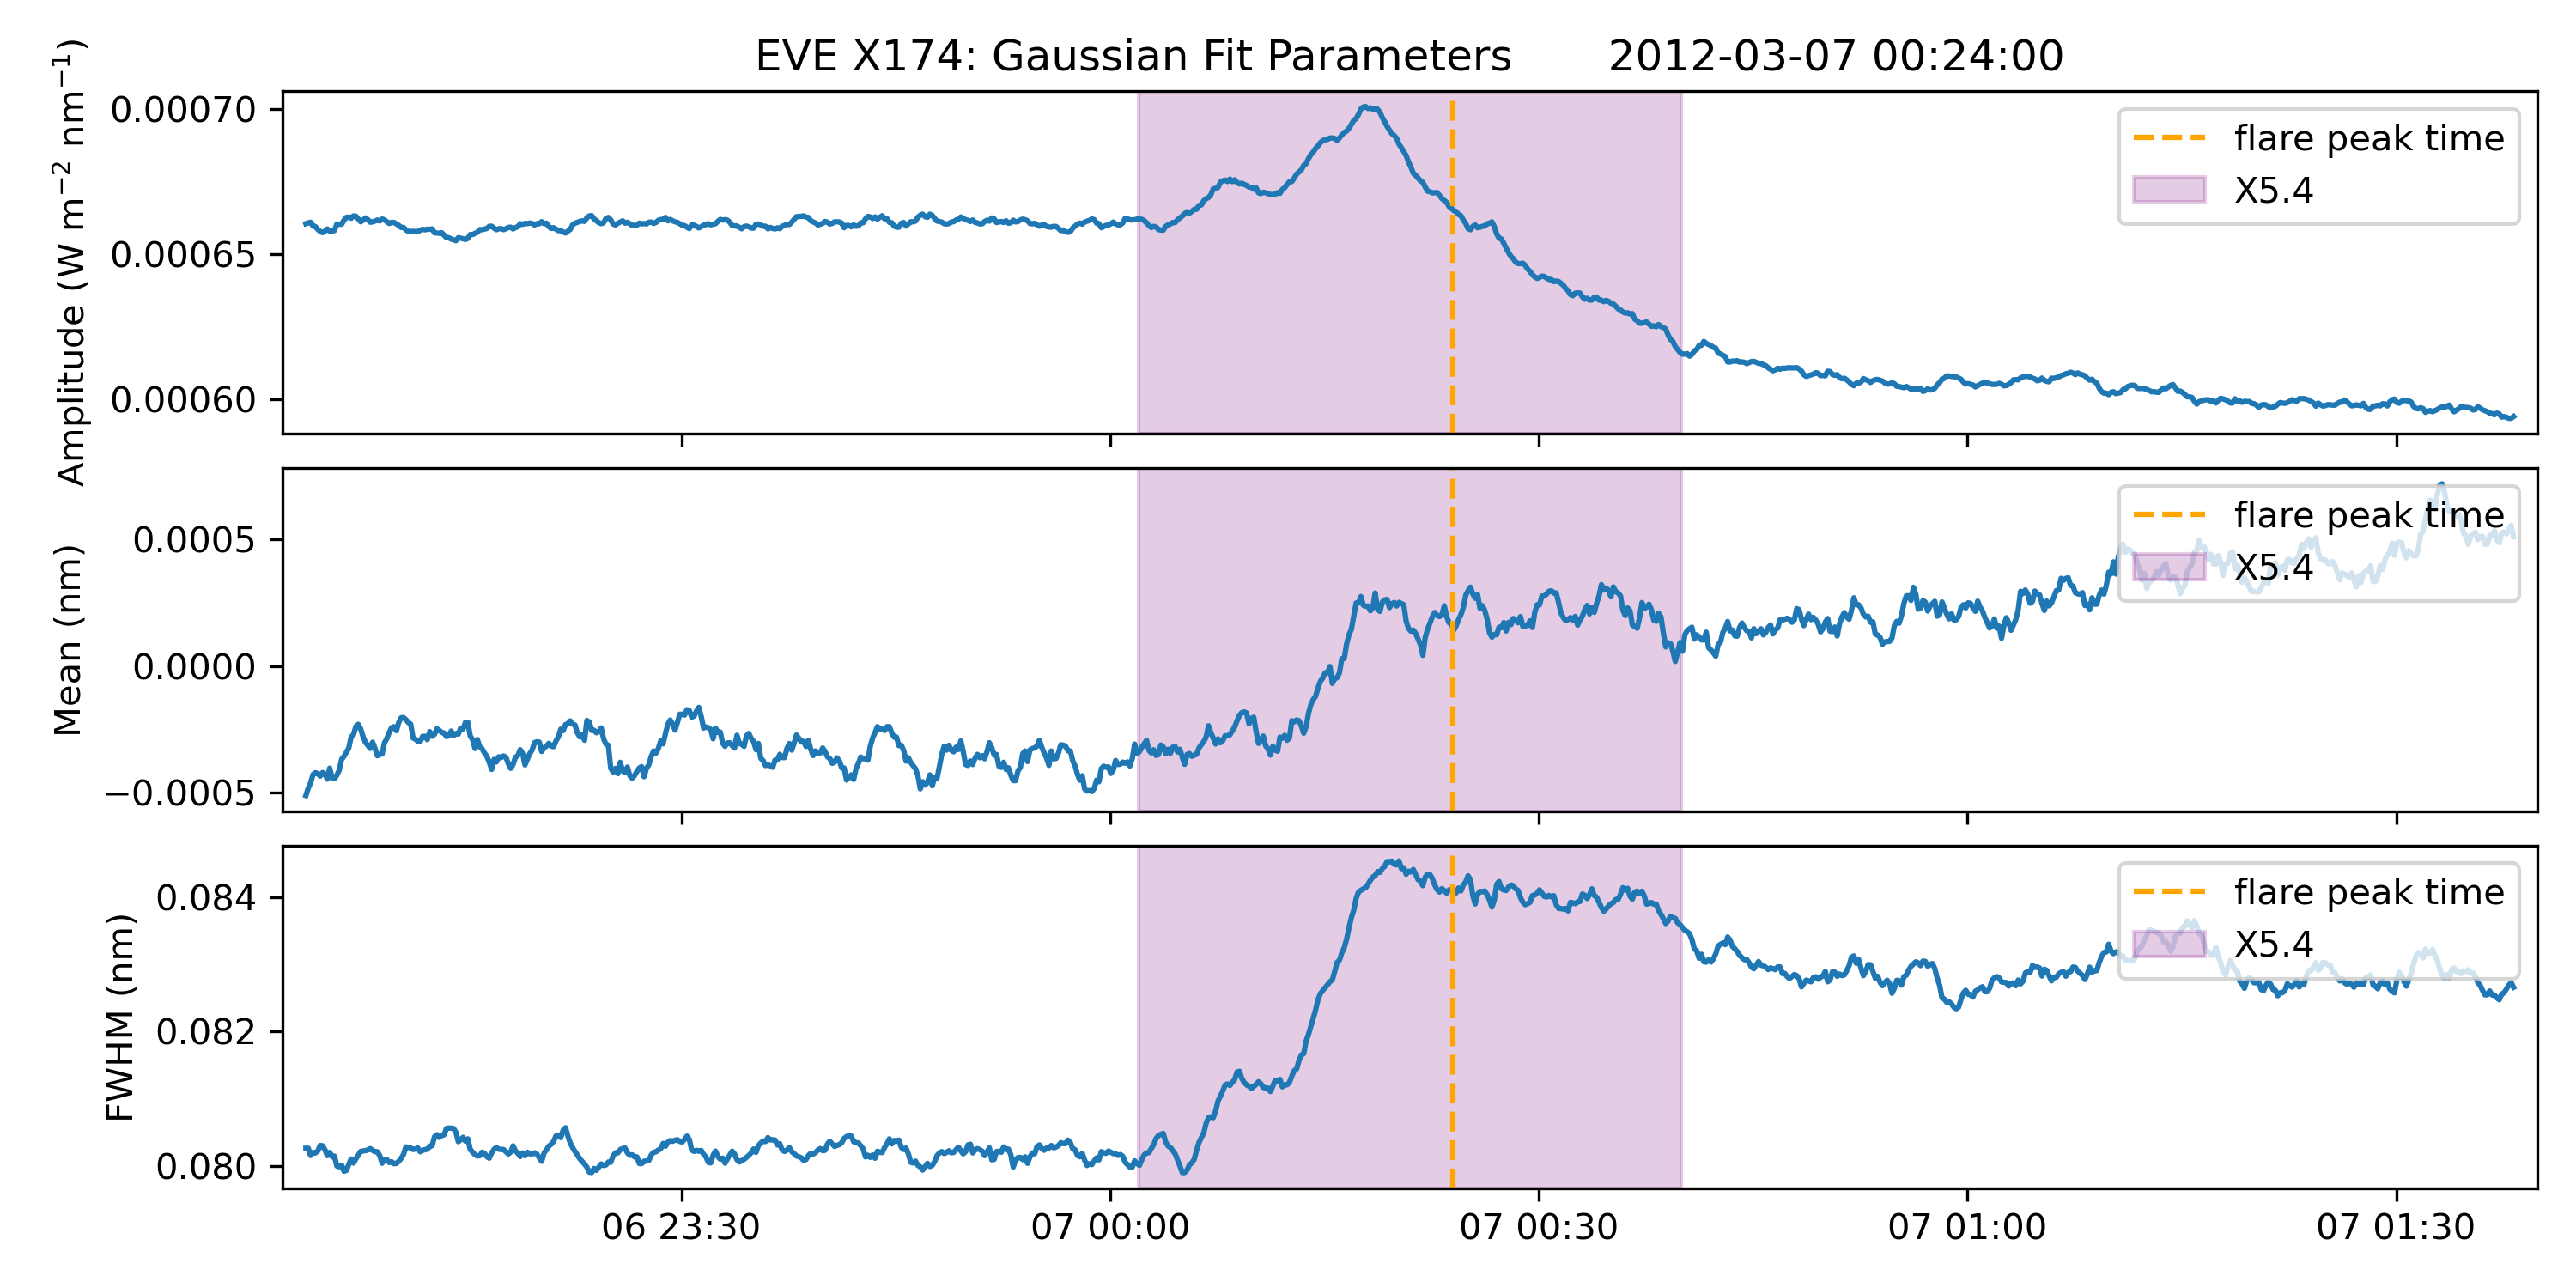 EVE X174: Gaussian Fit Parameters 2012-03-07 00:24:00
Amplitude (W m⁻² nm⁻¹)
0.00070
0.00065
0.00060
flare peak time
X5.4
Mean (nm)
0.0005
0.0000
−0.0005
flare peak time
X5.4
FWHM (nm)
0.084
0.082
0.080
flare peak time
X5.4
06 23:30 07 00:00 07 00:30 07 01:00 07 01:30